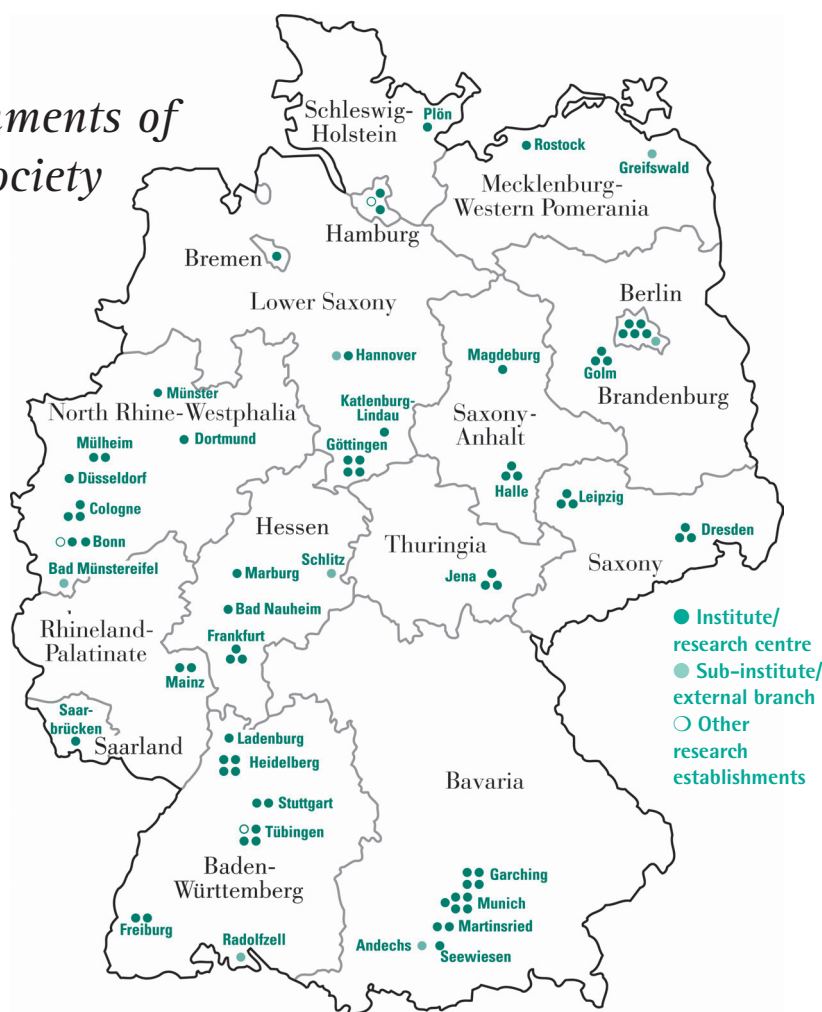 ments of
ociety
Schleswig-
Holstein
Plön
Rostock
Greifswald
Mecklenburg-
Western Pomerania
Hamburg
Bremen
Lower Saxony
Berlin
Hannover
Magdeburg
Golm
Brandenburg
Münster
North Rhine-Westphalia
Katlenburg-
Lindau
Saxony-
Anhalt
Dortmund
Mülheim
Göttingen
Düsseldorf
Halle
Leipzig
Cologne
Hessen
Dresden
Bonn
Thuringia
Schlitz
Saxony
Bad Münstereifel
Marburg
Jena
Bad Nauheim
Rhineland-
Palatinate
Frankfurt
Mainz
Institute/
research centre
Sub-institute/
external branch
Other
research
establishments
Saar-
brücken
Saarland
Ladenburg
Heidelberg
Bavaria
Stuttgart
Tübingen
Baden-
Württemberg
Garching
Munich
Martinsried
Freiburg
Radolfzell
Andechs
Seewiesen